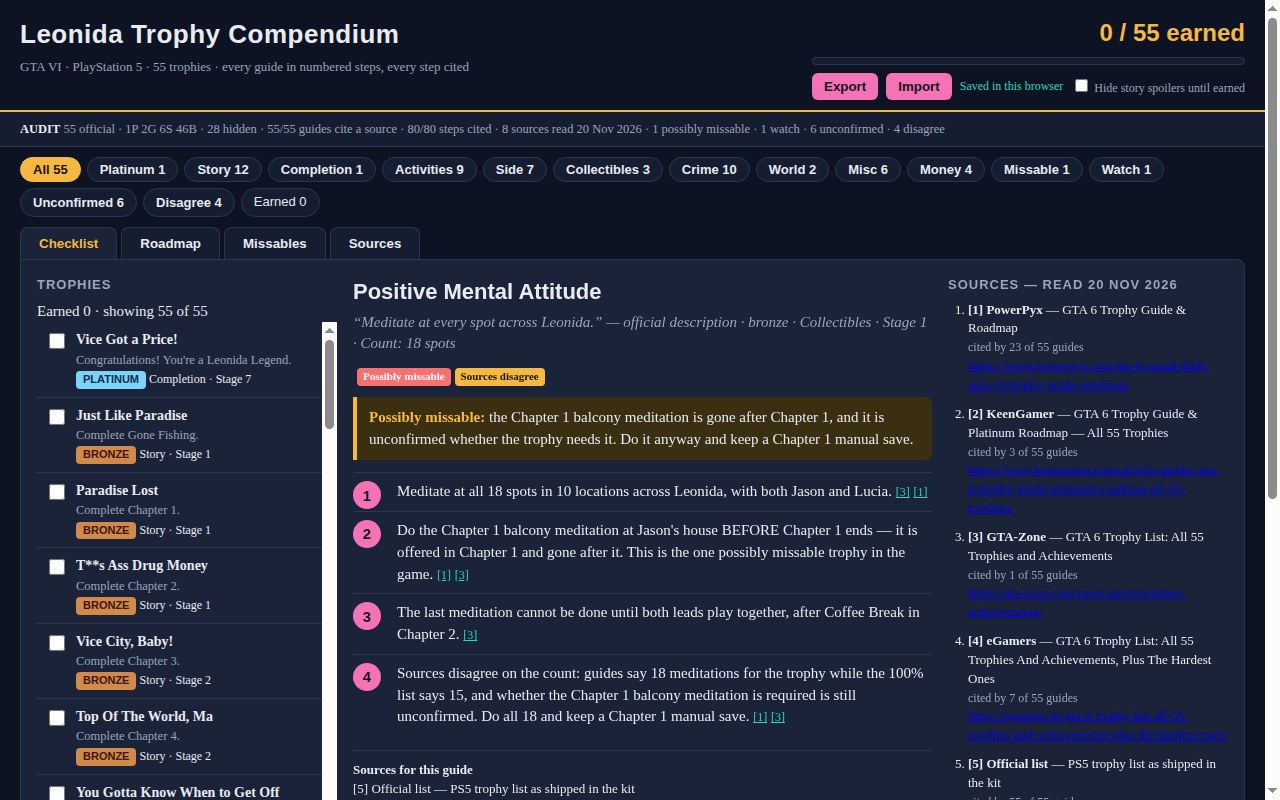 Leonida Trophy Compendium
GTA VI · PlayStation 5 · 55 trophies · every guide in numbered steps, every step cited
0 / 55 earned
Export
Import
Saved in this browser
Hide story spoilers until earned
AUDIT 55 official · 1P 2G 6S 46B · 28 hidden · 55/55 guides cite a source · 80/80 steps cited · 8 sources read 20 Nov 2026 · 1 possibly missable · 1 watch · 6 unconfirmed · 4 disagree
All 55
Platinum 1
Story 12
Completion 1
Activities 9
Side 7
Collectibles 3
Crime 10
World 2
Misc 6
Money 4
Missable 1
Watch 1
Unconfirmed 6
Disagree 4
Earned 0
Checklist
Roadmap
Missables
Sources
TROPHIES
Earned 0 · showing 55 of 55
Vice Got a Price!
Congratulations! You're a Leonida Legend.
PLATINUM Completion · Stage 7
Just Like Paradise
Complete Gone Fishing.
BRONZE Story · Stage 1
Paradise Lost
Complete Chapter 1.
BRONZE Story · Stage 1
T**s Ass Drug Money
Complete Chapter 2.
BRONZE Story · Stage 1
Vice City, Baby!
Complete Chapter 3.
BRONZE Story · Stage 2
Top Of The World, Ma
Complete Chapter 4.
BRONZE Story · Stage 2
You Gotta Know When to Get Off
Positive Mental Attitude
“Meditate at every spot across Leonida.” — official description · bronze · Collectibles · Stage 1
· Count: 18 spots
Possibly missable
Sources disagree
Possibly missable: the Chapter 1 balcony meditation is gone after Chapter 1, and it is
unconfirmed whether the trophy needs it. Do it anyway and keep a Chapter 1 manual save.
1
Meditate at all 18 spots in 10 locations across Leonida, with both Jason and Lucia. [3] [1]
2
Do the Chapter 1 balcony meditation at Jason's house BEFORE Chapter 1 ends — it is
offered in Chapter 1 and gone after it. This is the one possibly missable trophy in the
game. [1] [3]
3
The last meditation cannot be done until both leads play together, after Coffee Break in
Chapter 2. [3]
4
Sources disagree on the count: guides say 18 meditations for the trophy while the 100%
list says 15, and whether the Chapter 1 balcony meditation is required is still
unconfirmed. Do all 18 and keep a Chapter 1 manual save. [1] [3]
Sources for this guide
[5] Official list — PS5 trophy list as shipped in the kit
SOURCES — READ 20 NOV 2026
1. [1] PowerPyx — GTA 6 Trophy Guide &
Roadmap
cited by 23 of 55 guides
2. [2] KeenGamer — GTA 6 Trophy Guide &
Platinum Roadmap — All 55 Trophies
cited by 3 of 55 guides
3. [3] GTA-Zone — GTA 6 Trophy List: All 55
Trophies and Achievements
cited by 1 of 55 guides
4. [4] eGamers — GTA 6 Trophy List: All 55
Trophies And Achievements, Plus The Hardest
Ones
cited by 7 of 55 guides
5. [5] Official list — PS5 trophy list as shipped in
the kit